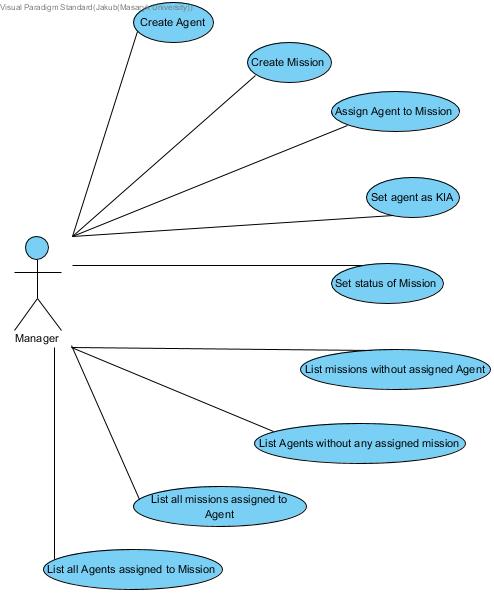 Visual Paradigm Standard(Jakub(Masaryk University))
Create Agent
Create Mission
Assign Agent to Mission
Set agent as KIA
Set status of Mission
Manager
List missions without assigned Agent
List Agents without any assigned mission
List all missions assigned to
Agent
List all Agents assigned to Mission